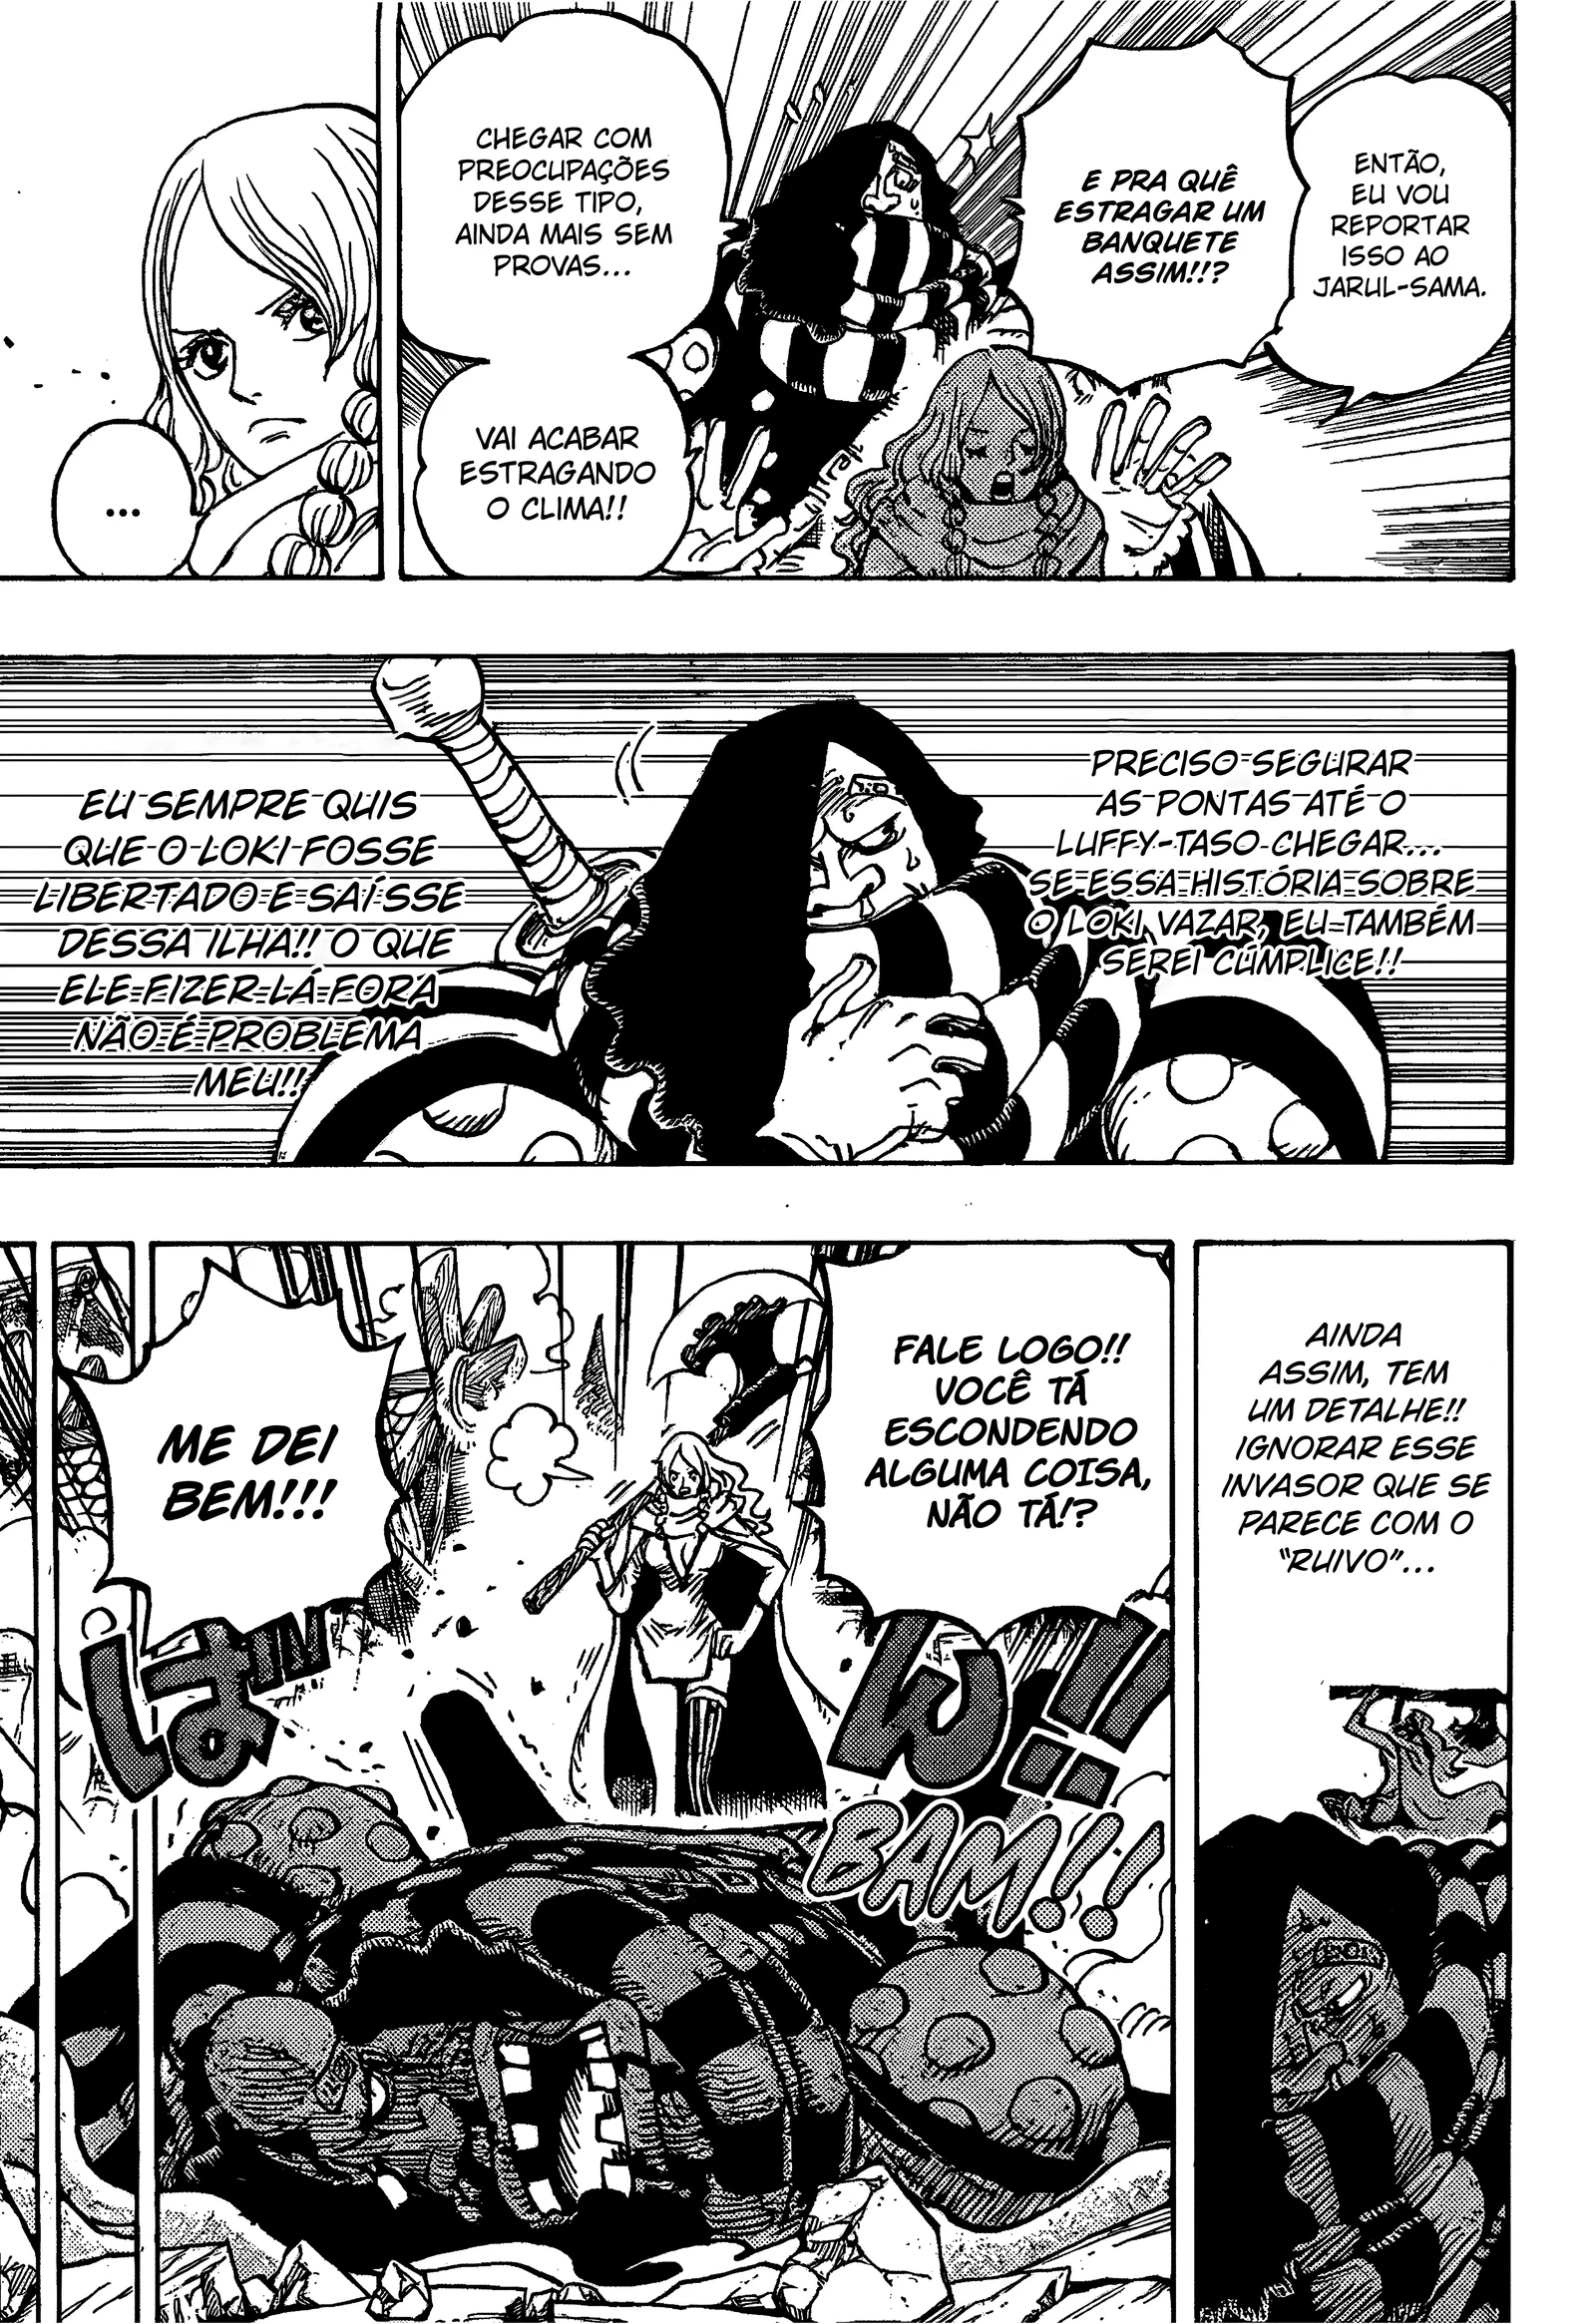 ENTÃO,
EU VOU
REPORTAR
ISSO AO
JARUL-SAMA.
E PRA QUÊ
ESTRAGAR UM
BANQUETE
ASSIM!!?
CHEGAR COM
PREOCUPAÇÕES
DESSE TIPO,
AINDA MAIS SEM
PROVAS...
VAI ACABAR
ESTRAGANDO
O CLIMA!!
...
PRECISO SEGURAR
AS PONTAS ATÉ O
LUFFY-TASO CHEGAR...
SE ESSA HISTÓRIA SOBRE
O LOKI VAZAR, EU TAMBÉM
SEREI CÚMPLICE!!
EU SEMPRE QUIS
QUE O LOKI FOSSE
LIBERTADO E SAÍSSE
DESSA ILHA!! O QUE
ELE FIZER LÁ FORA
NÃO É PROBLEMA
MEU!!
AINDA
ASSIM, TEM
UM DETALHE!!
IGNORAR ESSE
INVASOR QUE SE
PARECE COM O
"RUIVO"...
FALE LOGO!!
VOCÊ TÁ
ESCONDENDO
ALGUMA COISA,
NÃO TÁ!?
ME DEI
BEM!!!
ばん!!
BAM!!